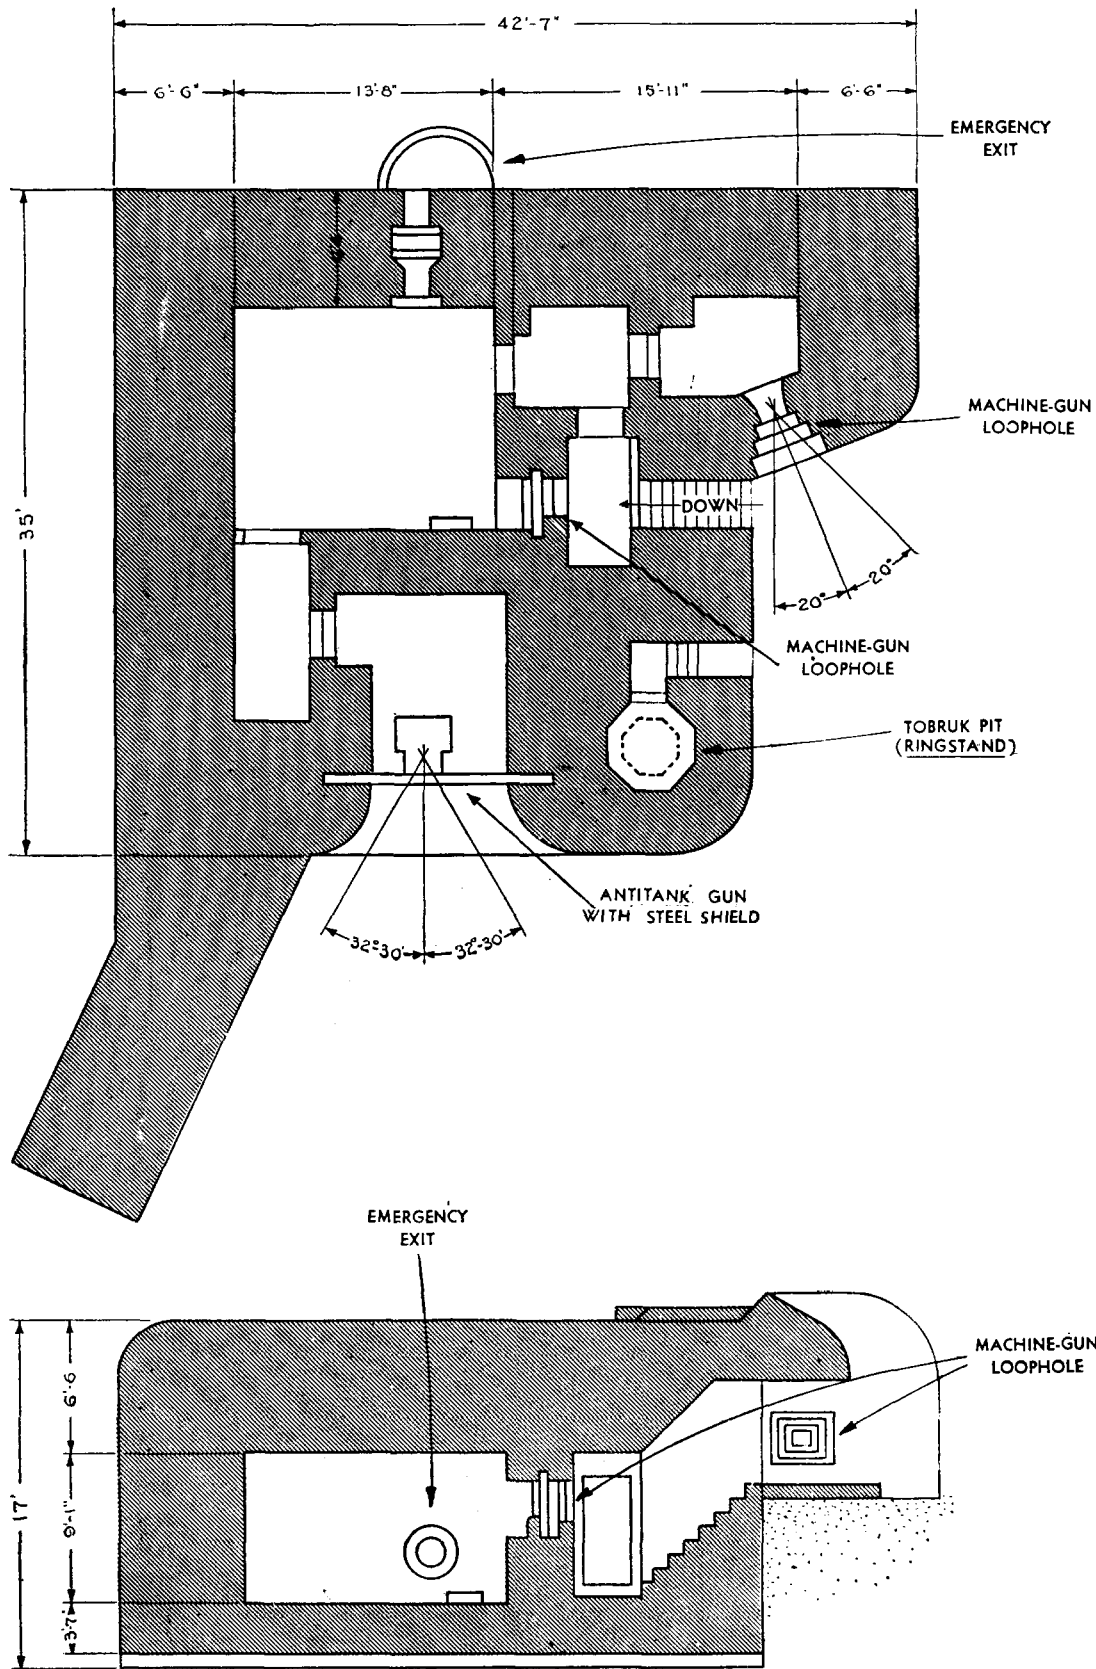 42'-7"
6'-6" 13'-8" 15'-11" 6'-6"
EMERGENCY
EXIT
MACHINE-GUN
LOOPHOLE
35'
DOWN
20°
20°
MACHINE-GUN
LOOPHOLE
TOBRUK PIT
(RINGSTAND)
ANTITANK GUN
WITH STEEL SHIELD
32°30' 32°-30'
EMERGENCY
EXIT
MACHINE-GUN
LOOPHOLE
6'-6
9'-1"
17'
3'-7"